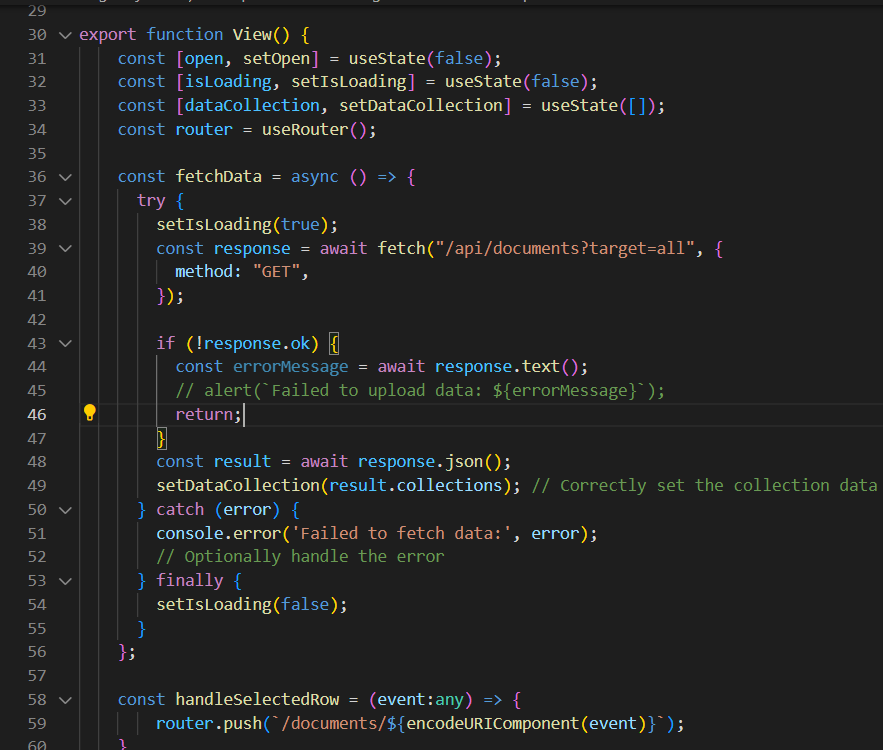 29
30 export function View() {
31 const [open, setOpen] = useState(false);
32 const [isLoading, setIsLoading] = useState(false);
33 const [dataCollection, setDataCollection] = useState([]);
34 const router = useRouter();
35
36 const fetchData = async () => {
37 try {
38 setIsLoading(true);
39 const response = await fetch("/api/documents?target=all", {
40 method: "GET",
41 });
42
43 if (!response.ok) {
44 const errorMessage = await response.text();
45 // alert(`Failed to upload data: ${errorMessage}`);
46 return;
47 }
48 const result = await response.json();
49 setDataCollection(result.collections); // Correctly set the collection data
50 } catch (error) {
51 console.error('Failed to fetch data:', error);
52 // Optionally handle the error
53 } finally {
54 setIsLoading(false);
55 }
56 };
57
58 const handleSelectedRow = (event:any) => {
59 router.push(`/documents/${encodeURIComponent(event)}`);
60 }